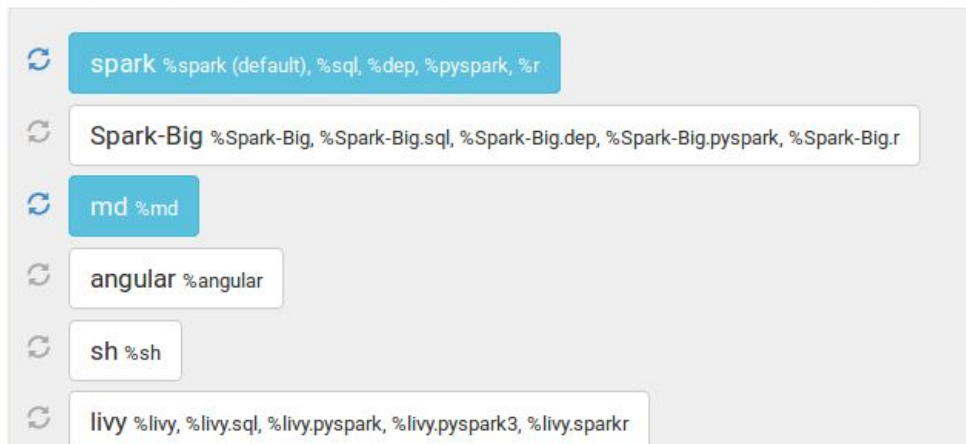 spark %spark (default), %sql, %dep, %pyspark, %r
Spark-Big %Spark-Big, %Spark-Big.sql, %Spark-Big.dep, %Spark-Big.pyspark, %Spark-Big.r
md %md
angular %angular
sh %sh
livy %livy, %livy.sql, %livy.pyspark, %livy.pyspark3, %livy.sparkr